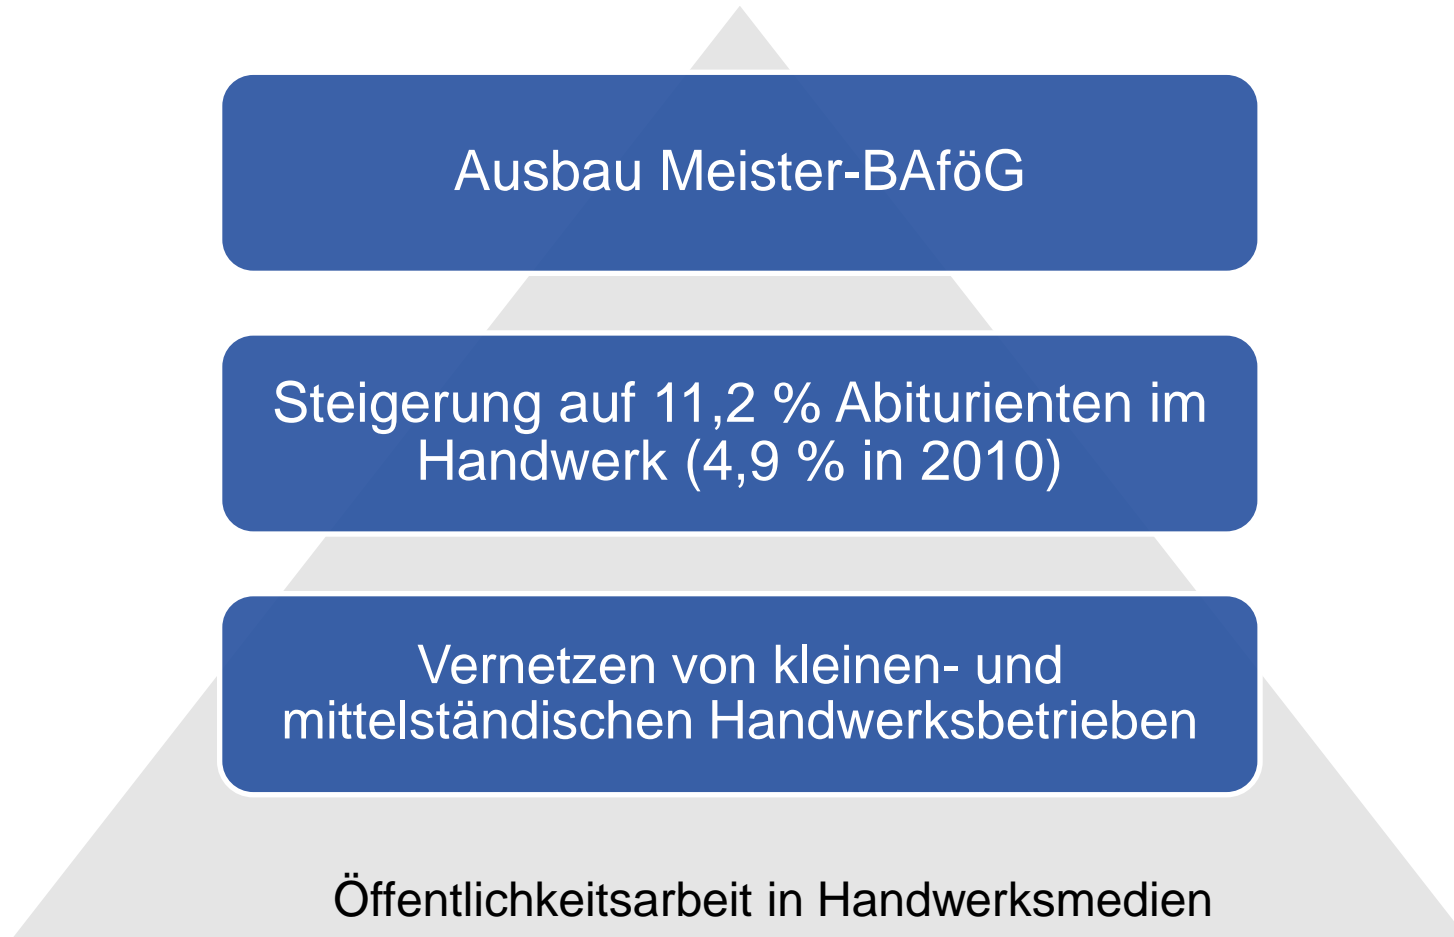 Ausbau Meister-BAföG
Steigerung auf 11,2 % Abiturienten im
Handwerk (4,9 % in 2010)
Vernetzen von kleinen- und
mittelständischen Handwerksbetrieben
Öffentlichkeitsarbeit in Handwerksmedien